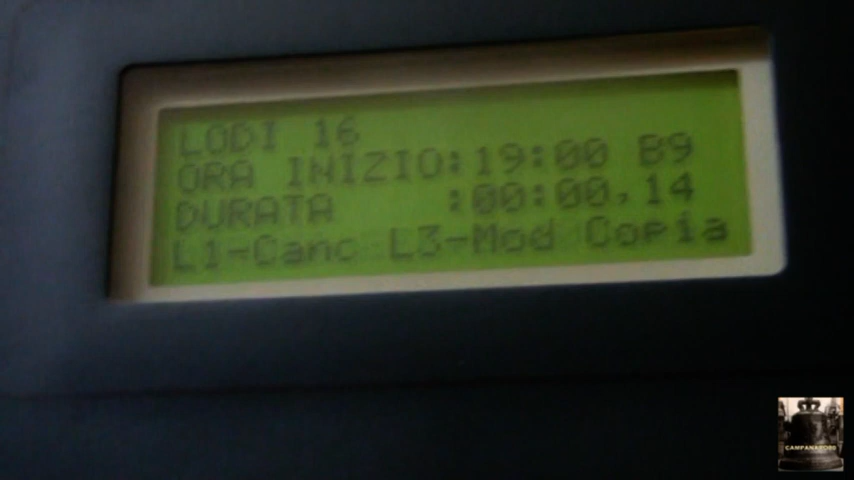 LODI 16
ORA INIZIO:19:00 B9
DURATA :00:00,14
L1-Canc L3-Mod Copia